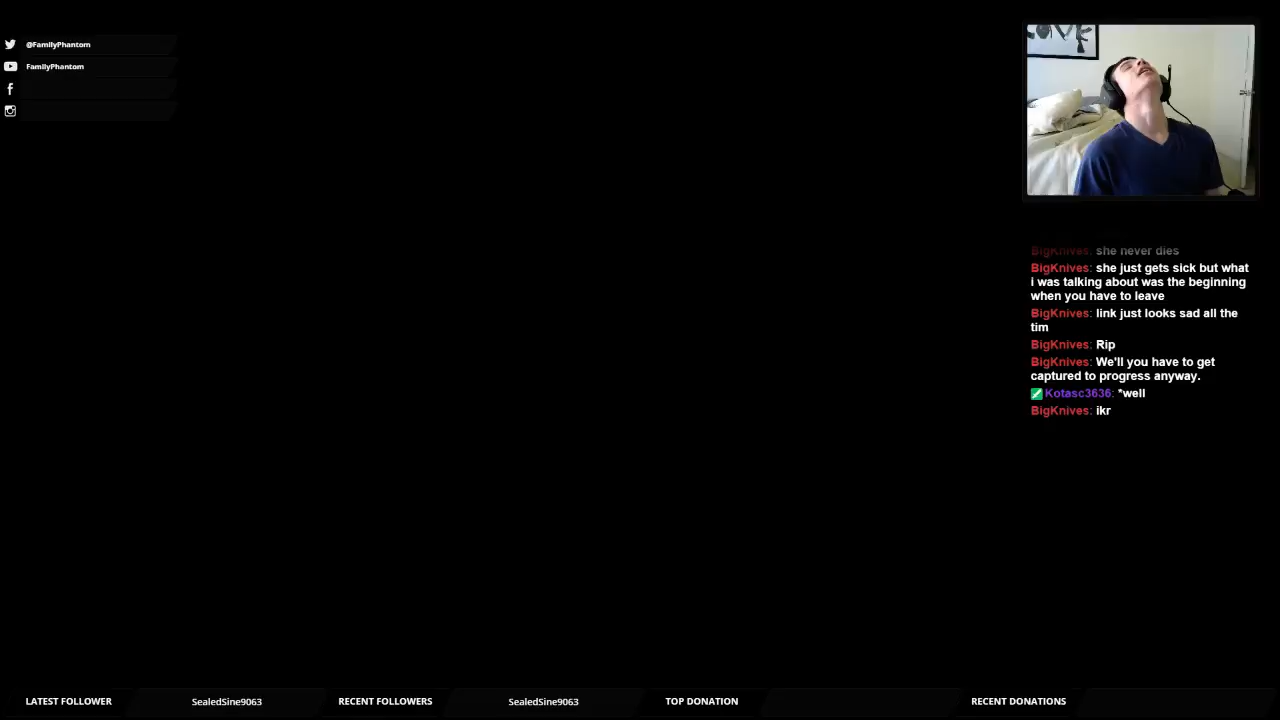 @FamilyPhantom
FamilyPhantom
LOVE
BigKnives: she never dies
BigKnives: she just gets sick but what
i was talking about was the beginning
when you have to leave
BigKnives: link just looks sad all the
tim
BigKnives: Rip
BigKnives: We'll you have to get
captured to progress anyway.
Kotasc3636: *well
BigKnives: ikr
LATEST FOLLOWER SealedSine9063 RECENT FOLLOWERS SealedSine9063 TOP DONATION RECENT DONATIONS